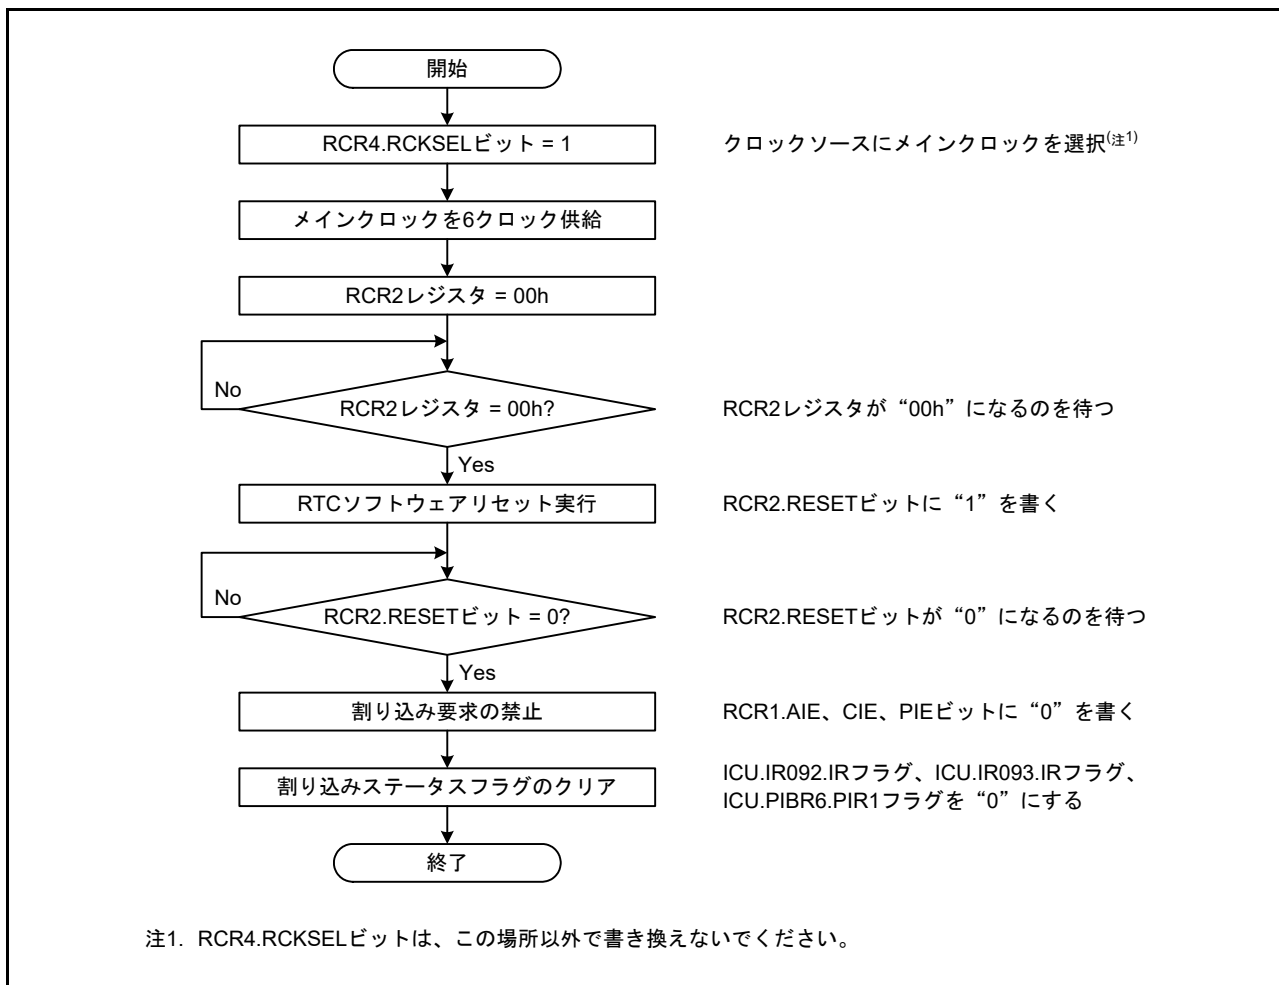 開始
RCR4.RCKSELビット = 1
クロックソースにメインクロックを選択(注1)
メインクロックを6クロック供給
RCR2レジスタ = 00h
No
RCR2レジスタ = 00h?
RCR2レジスタが“00h”になるのを待つ
Yes
RTCソフトウェアリセット実行
RCR2.RESETビットに“1”を書く
No
RCR2.RESETビット = 0?
RCR2.RESETビットが“0”になるのを待つ
Yes
割り込み要求の禁止
RCR1.AIE、CIE、PIEビットに“0”を書く
割り込みステータスフラグのクリア
ICU.IR092.IRフラグ、ICU.IR093.IRフラグ、
ICU.PIBR6.PIR1フラグを“0”にする
終了
注1. RCR4.RCKSELビットは、この場所以外で書き換えないでください。